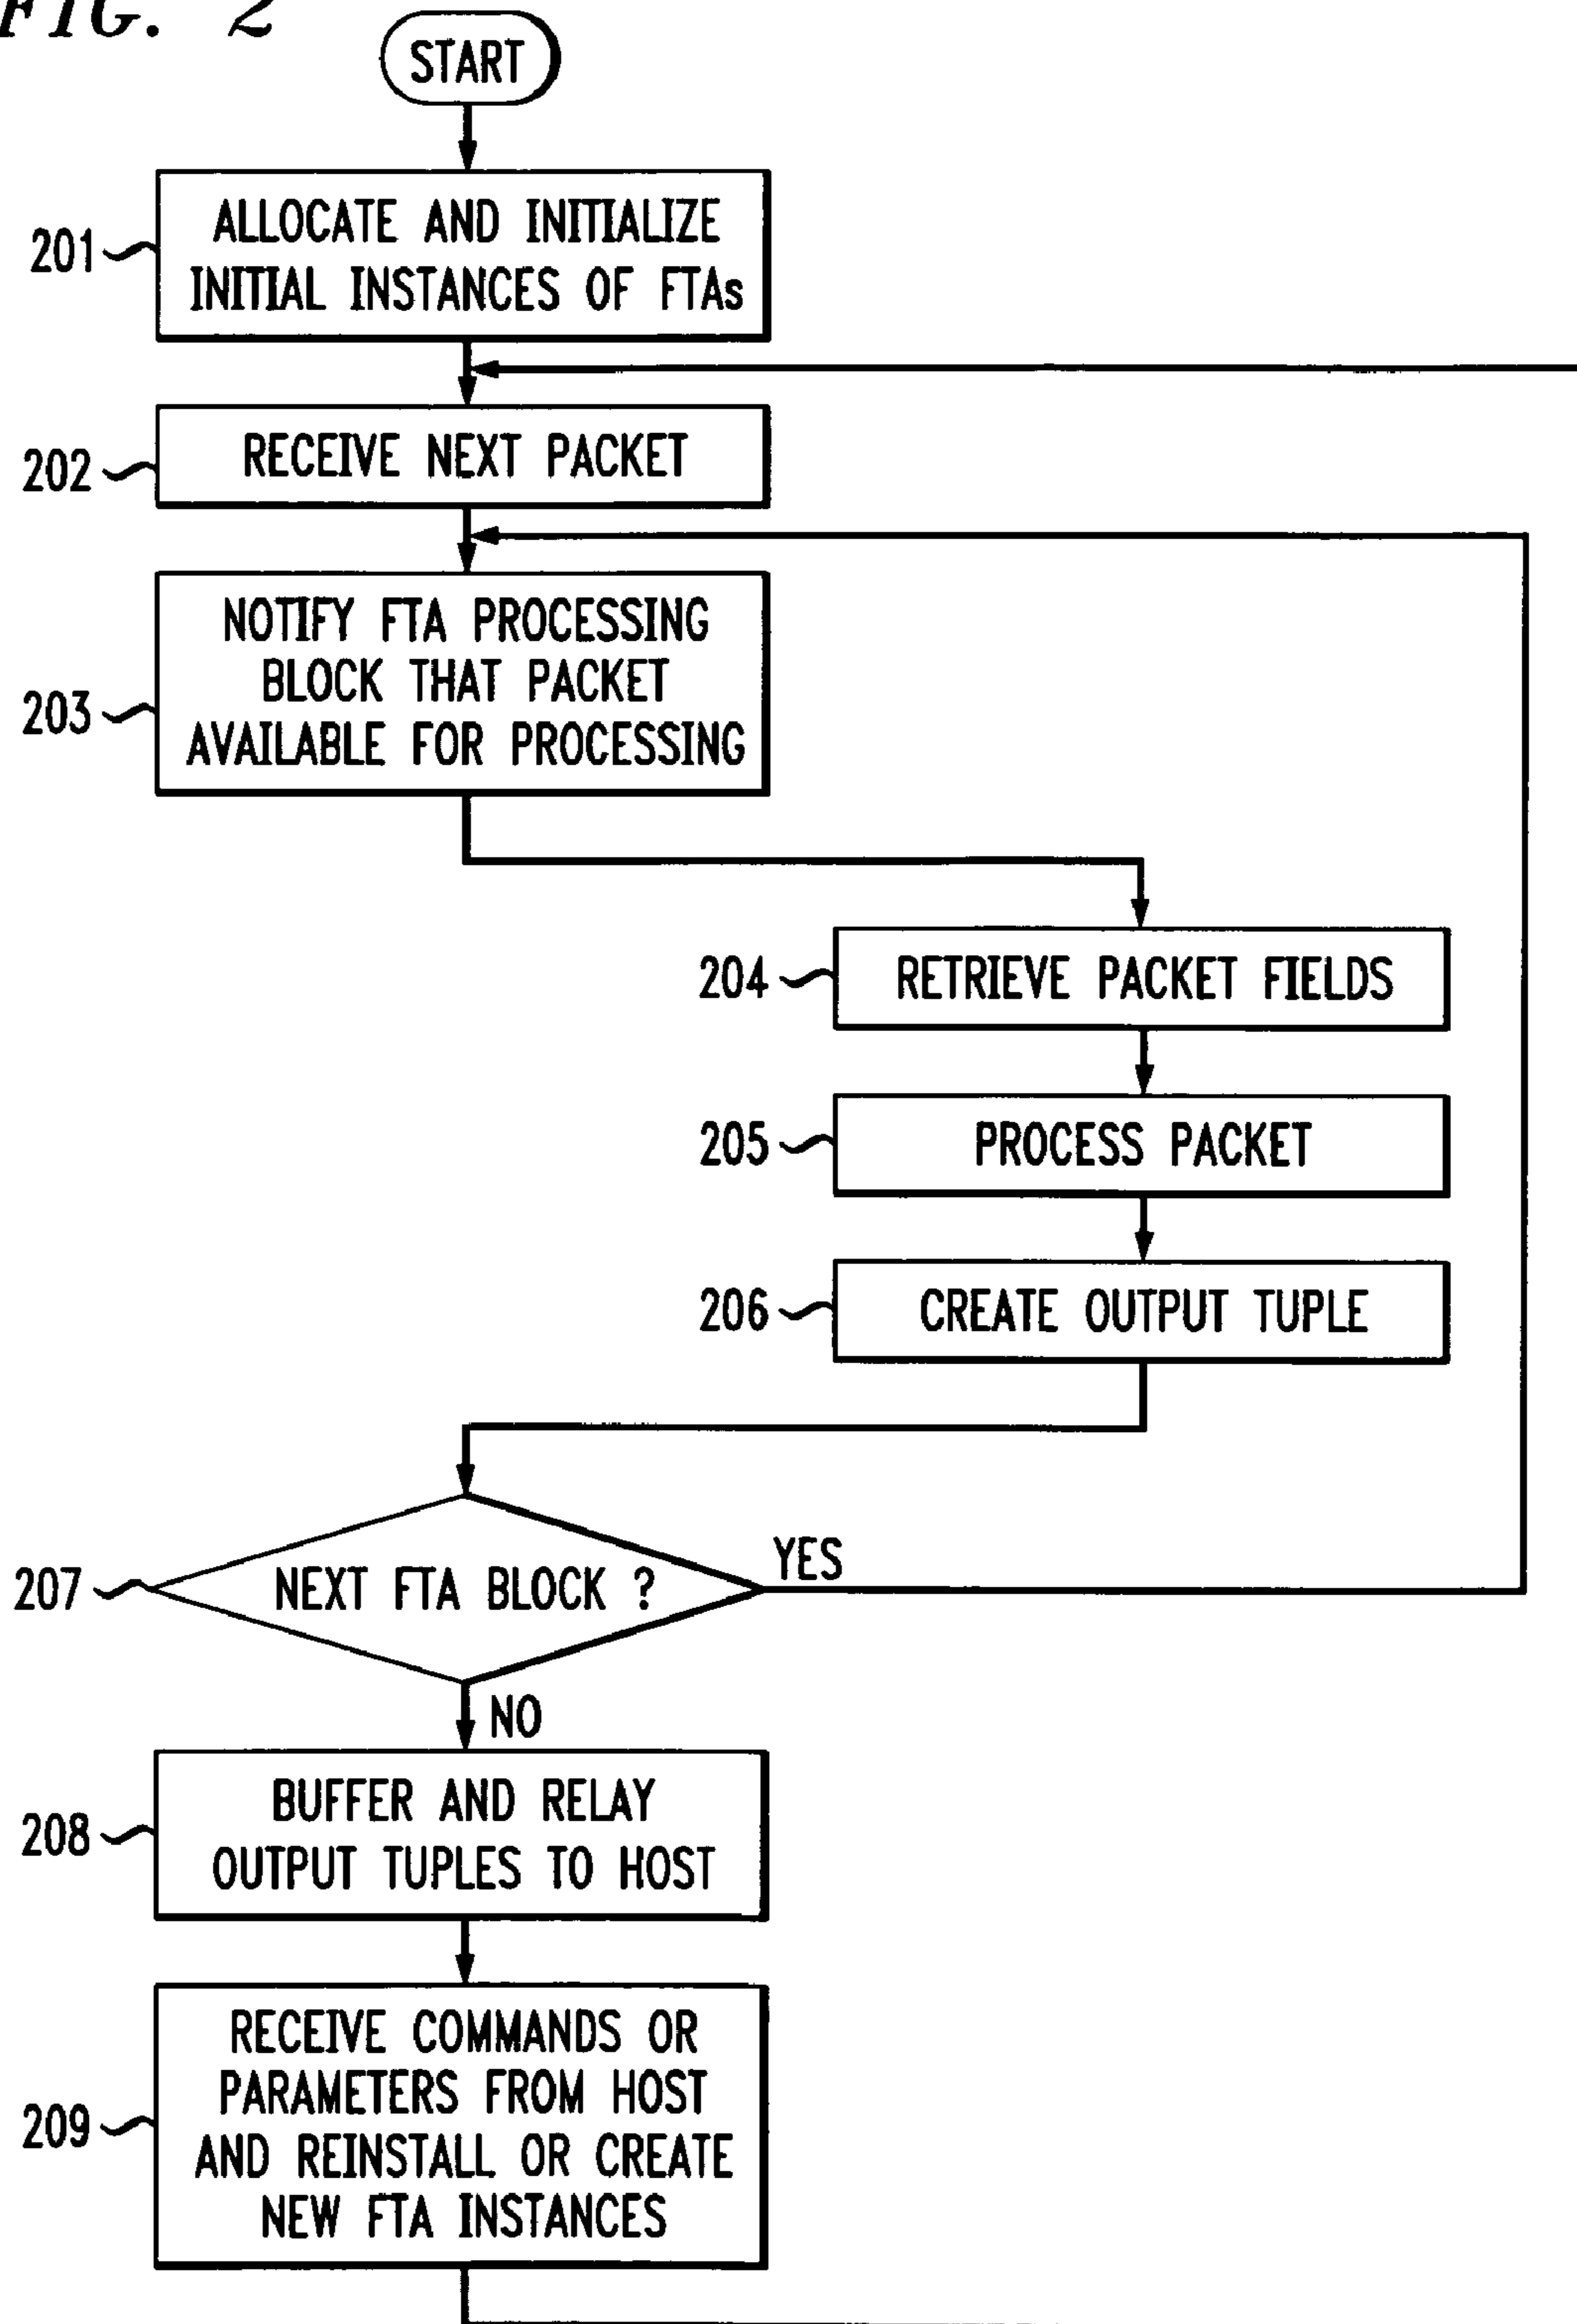 FIG. 2
START
201
ALLOCATE AND INITIALIZE
INITIAL INSTANCES OF FTAs
202
RECEIVE NEXT PACKET
203
NOTIFY FTA PROCESSING
BLOCK THAT PACKET
AVAILABLE FOR PROCESSING
204
RETRIEVE PACKET FIELDS
205
PROCESS PACKET
206
CREATE OUTPUT TUPLE
207
NEXT FTA BLOCK ?
YES
NO
208
BUFFER AND RELAY
OUTPUT TUPLES TO HOST
209
RECEIVE COMMANDS OR
PARAMETERS FROM HOST
AND REINSTALL OR CREATE
NEW FTA INSTANCES